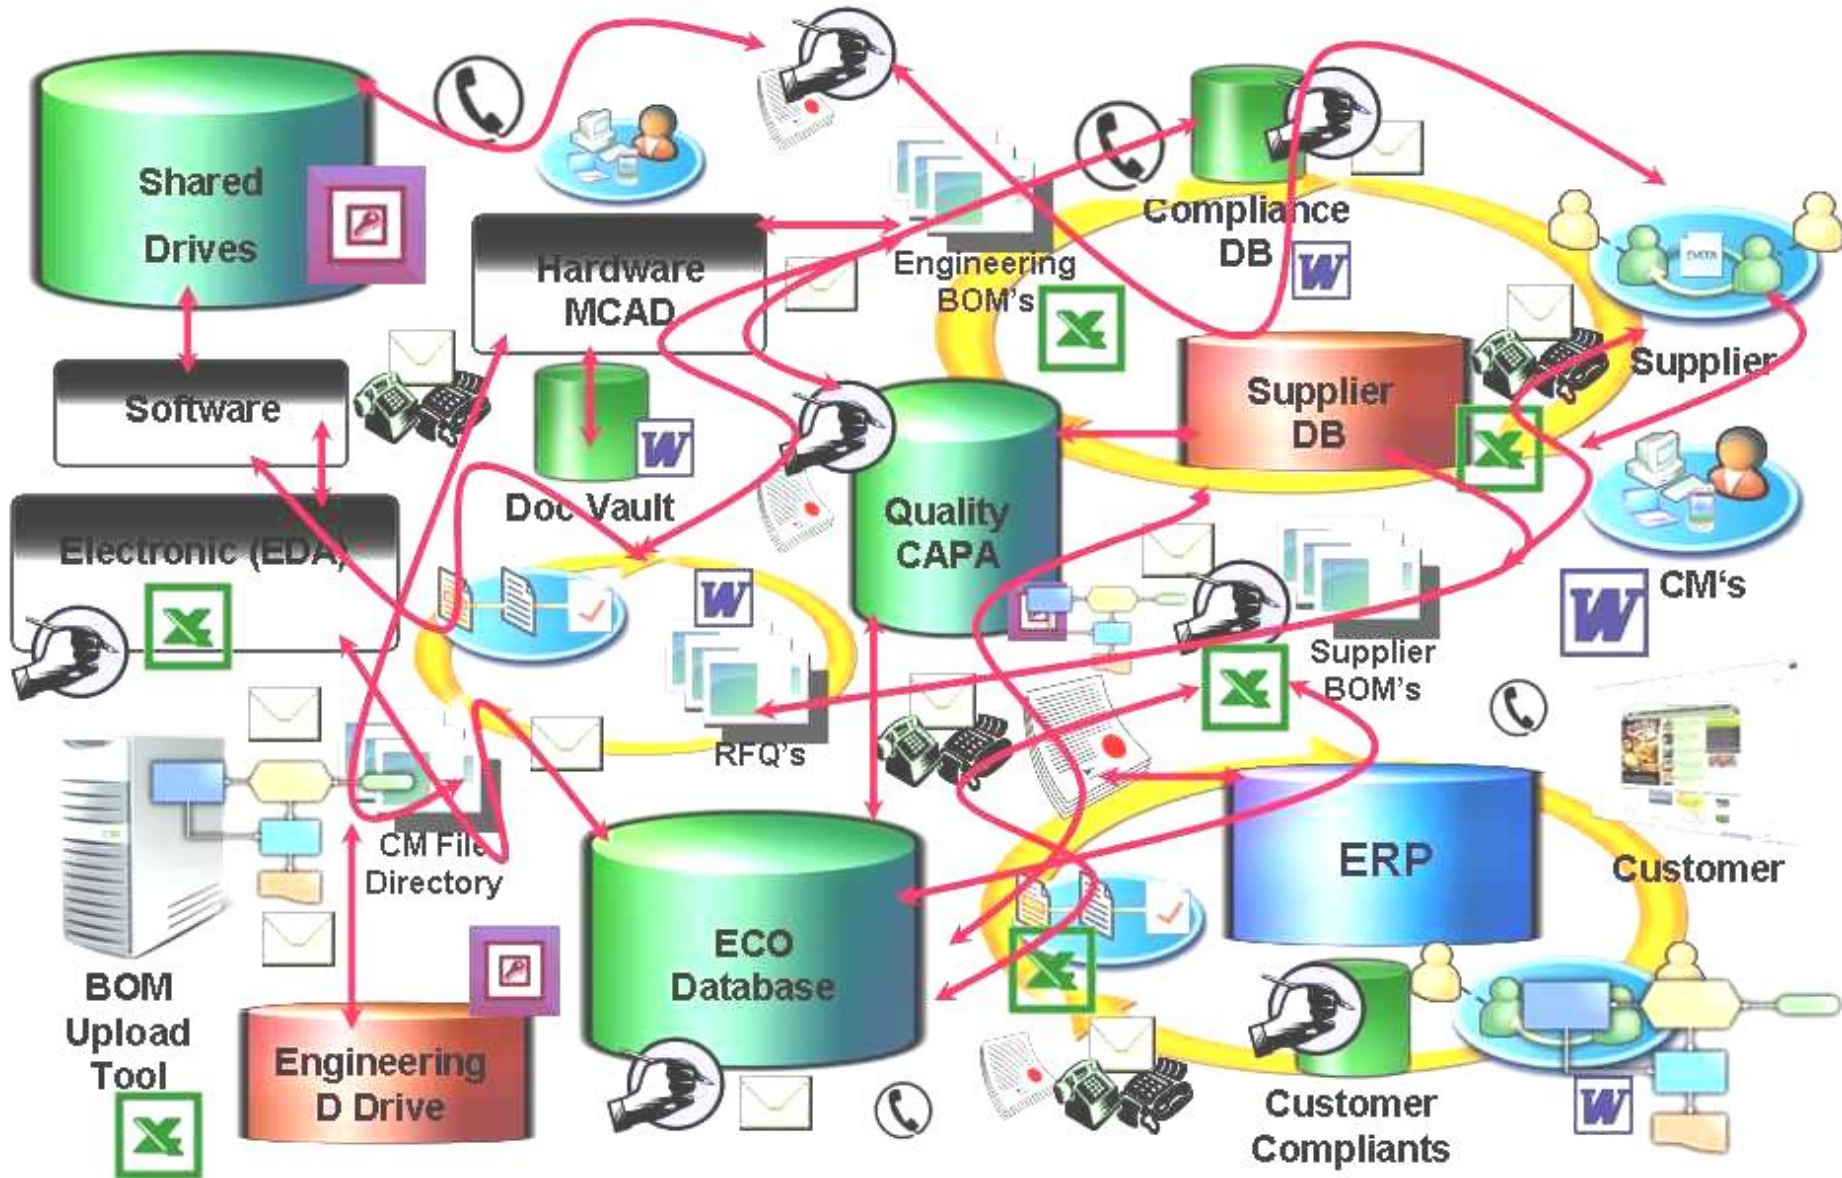 Shared
Drives
Hardware
MCAD
Engineering
BOM's
Compliance
DB
DATA
Supplier
Software
Supplier
DB
W
W
Doc Vault
Quality
CAPA
Electronic (EDA)
W
W
CM's
Supplier
BOM's
RFQ's
CM File
Directory
ERP
Customer
ECO
Database
BOM
Upload
Tool
Engineering
D Drive
Customer
Compliants
W